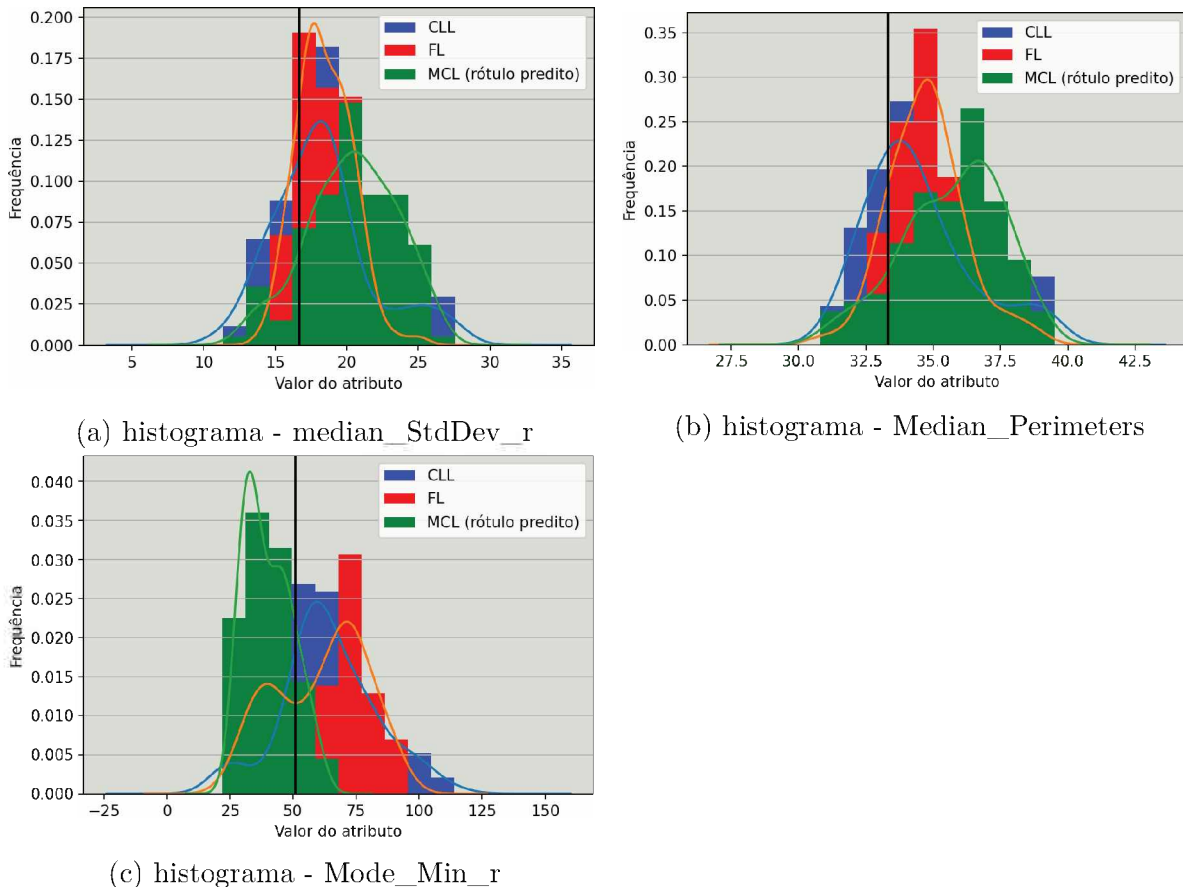 0.200
0.175
0.150
0.125
0.100
0.075
0.050
0.025
0.000
Frequência
CLL
FL
MCL (rótulo predito)
5
10
15
20
25
30
35
Valor do atributo
(a) histograma - median_StdDev_r
0.35
0.30
0.25
0.20
0.15
0.10
0.05
0.00
Frequência
CLL
FL
MCL (rótulo predito)
27.5
30.0
32.5
35.0
37.5
40.0
42.5
Valor do atributo
(b) histograma - Median_Perimeters
0.040
0.035
0.030
0.025
0.020
0.015
0.010
0.005
0.000
Frequência
CLL
FL
MCL (rótulo predito)
−25
0
25
50
75
100
125
150
Valor do atributo
(c) histograma - Mode_Min_r